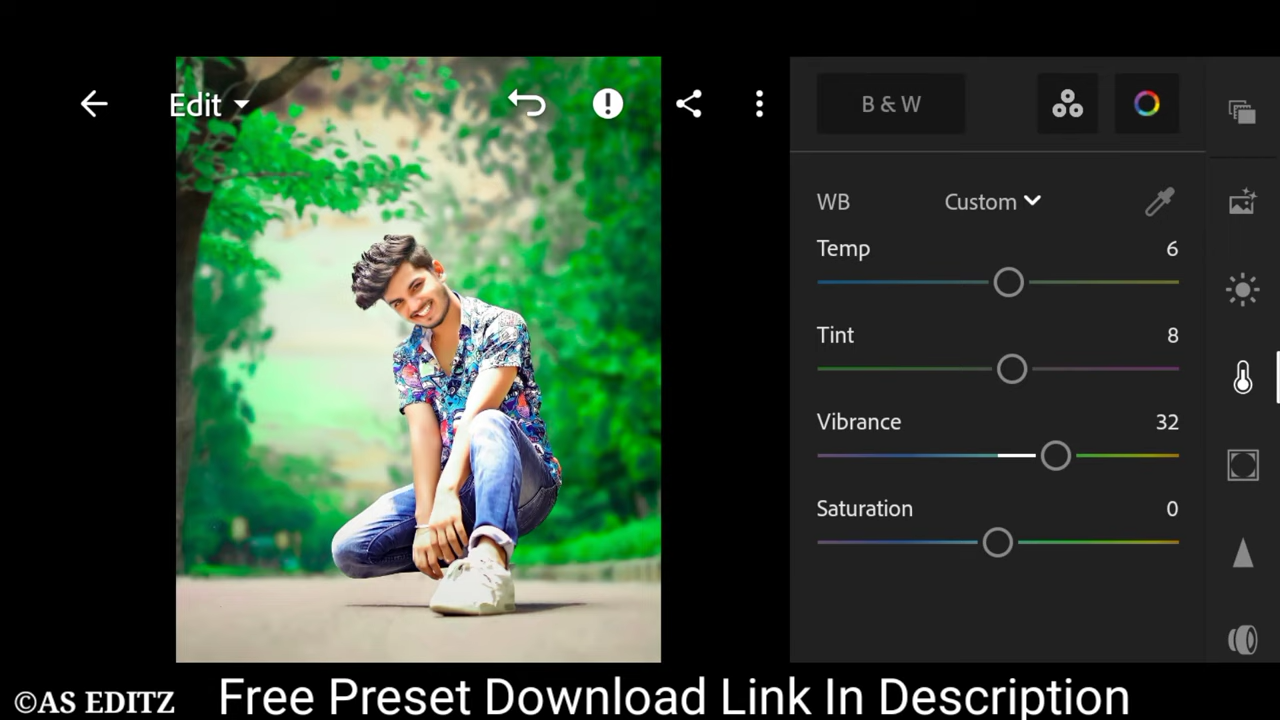 Edit
B & W
WB Custom
Temp 6
Tint 8
Vibrance 32
Saturation 0
©AS EDITZ Free Preset Download Link In Description